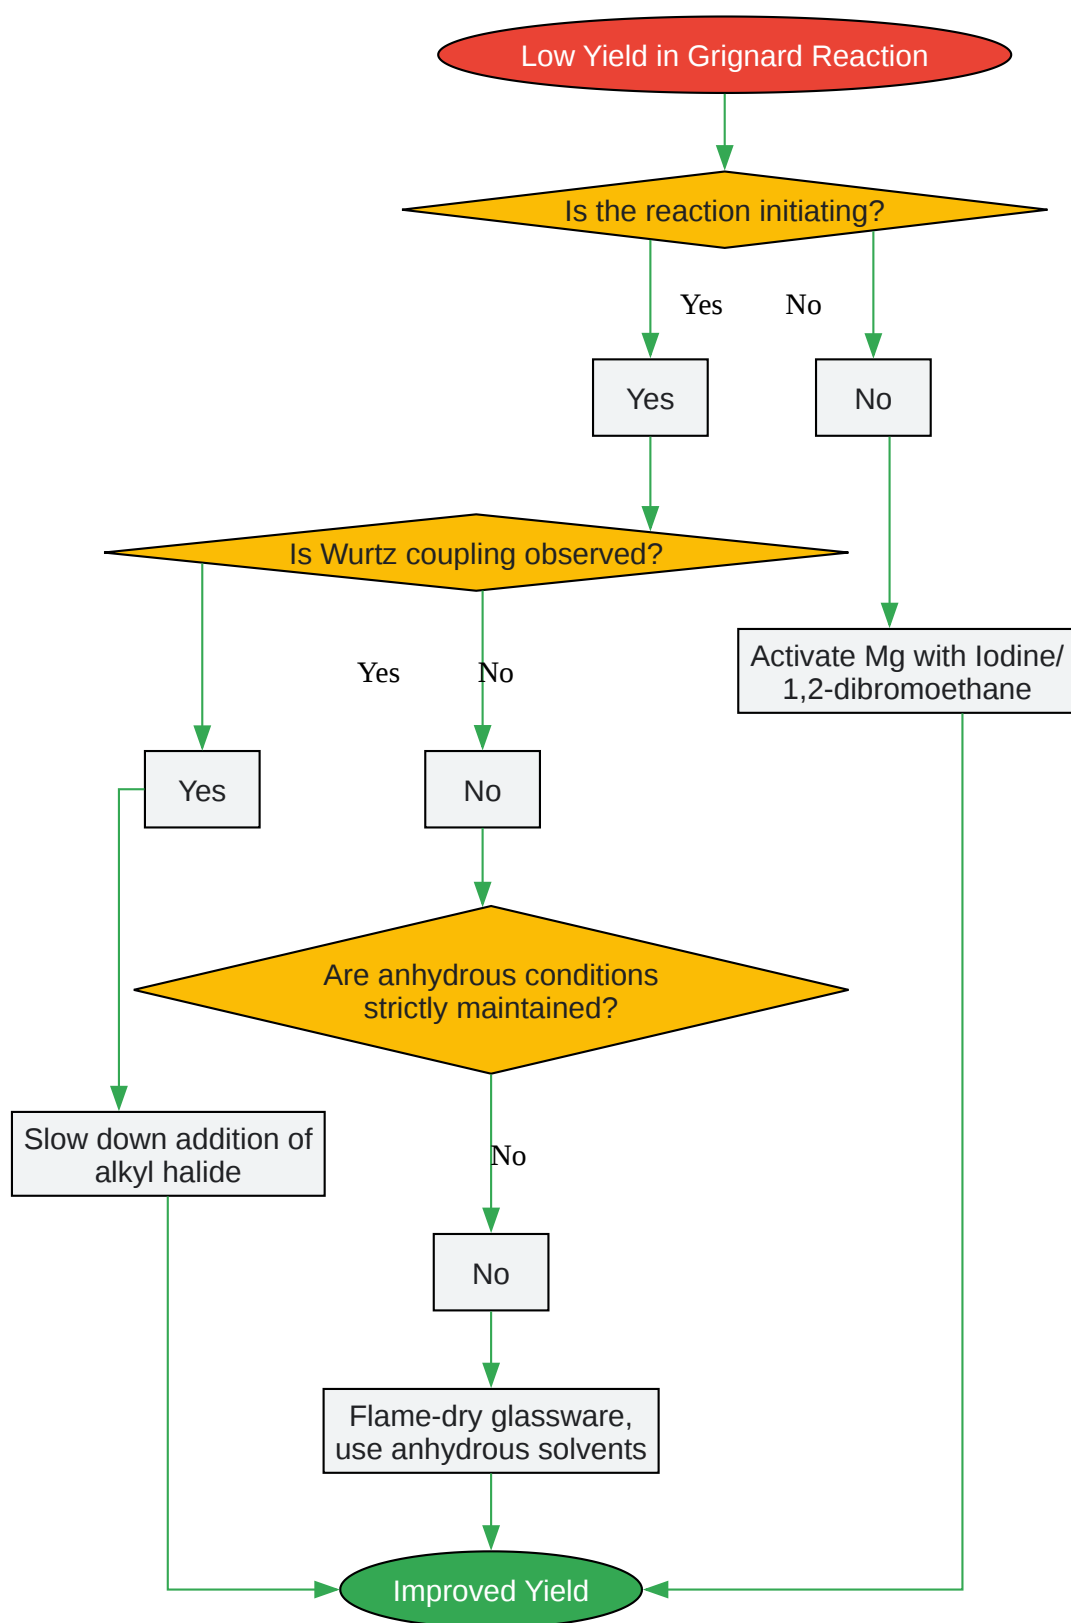 Low Yield in Grignard Reaction
Is the reaction initiating?
Yes
No
Yes
No
Is Wurtz coupling observed?
Activate Mg with Iodine/
1,2-dibromoethane
Yes
No
Yes
No
Are anhydrous conditions
strictly maintained?
Slow down addition of
alkyl halide
No
No
Flame-dry glassware,
use anhydrous solvents
Improved Yield